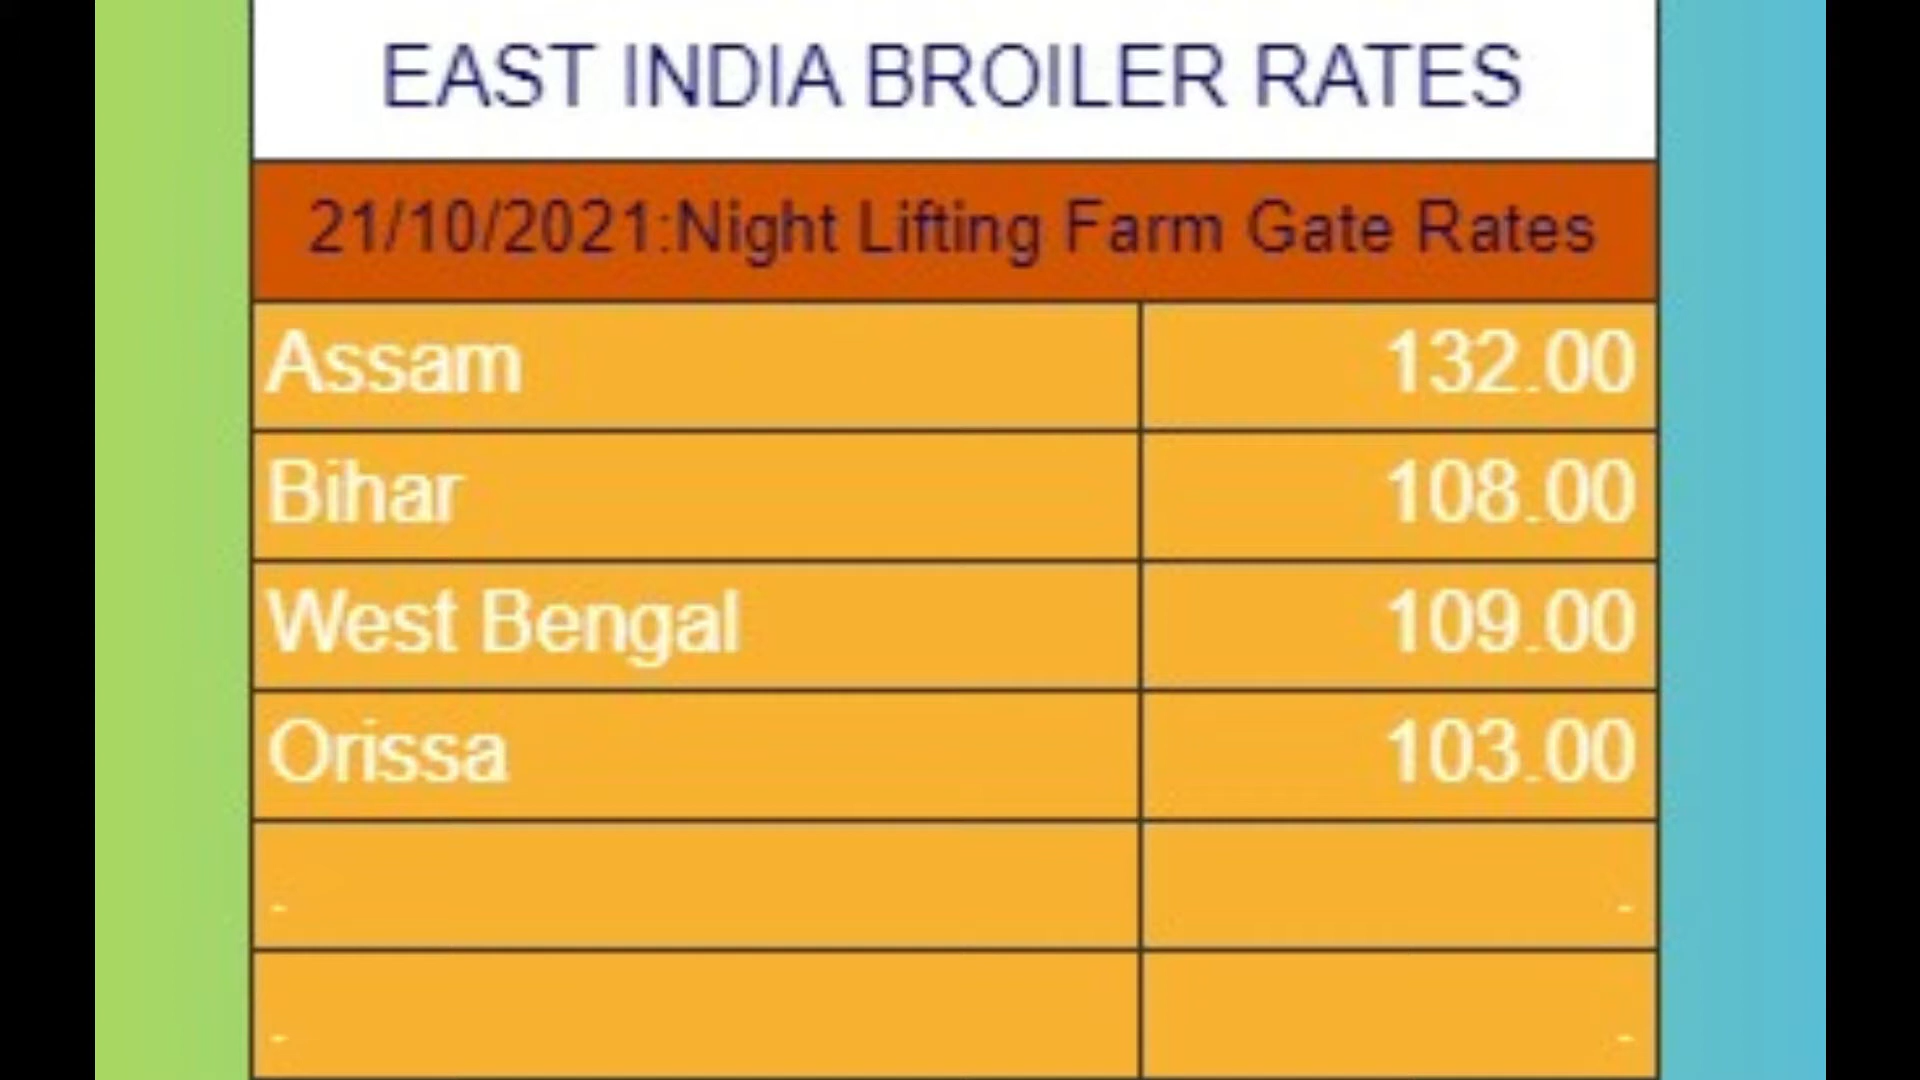 EAST INDIA BROILER RATES
21/10/2021:Night Lifting Farm Gate Rates
Assam 132.00
Bihar 108.00
West Bengal 109.00
Orissa 103.00
- -
- -